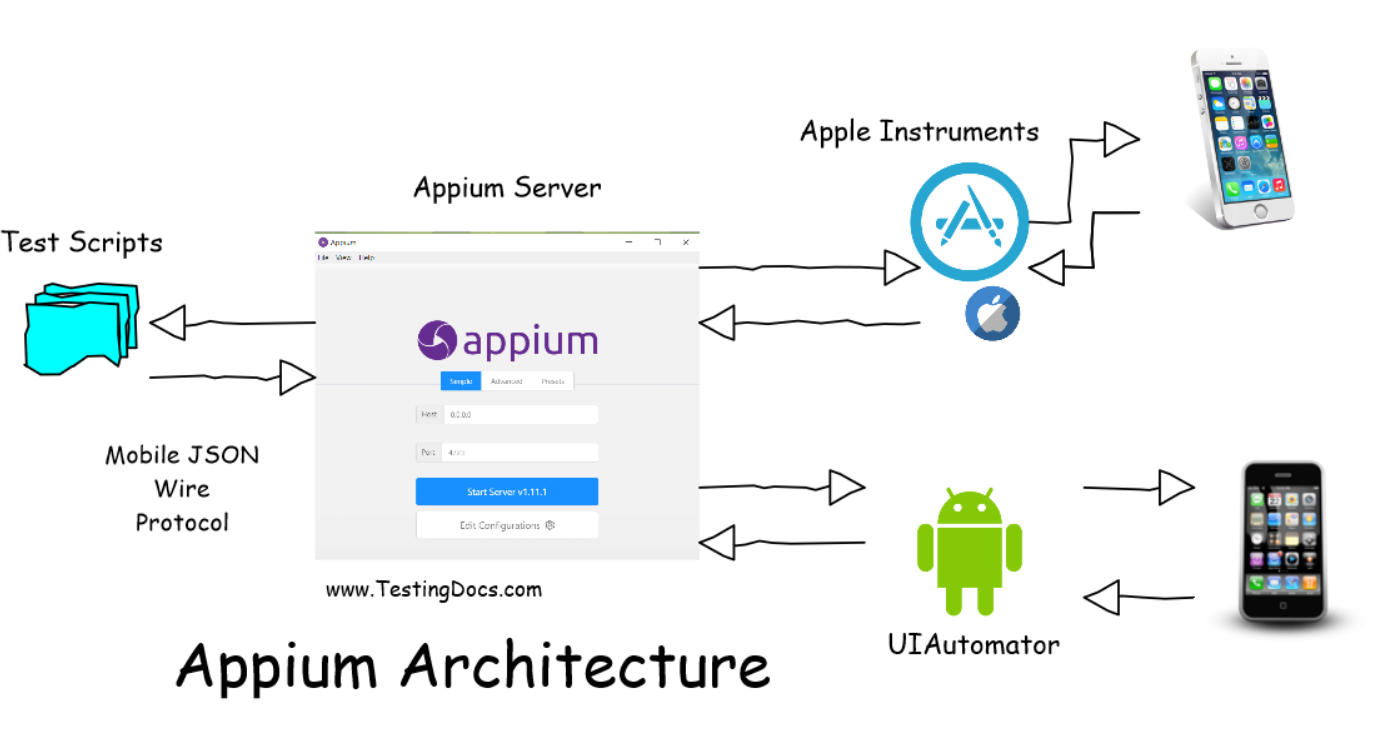 Apple Instruments
Appium Server
Test Scripts
Appium
File View Help
appium
Simple Advanced Presets
Host 0.0.0.0
Port
Start Server v1.11.1
Edit Configurations
Mobile JSON
Wire
Protocol
www.TestingDocs.com
UIAutomator
Appium Architecture